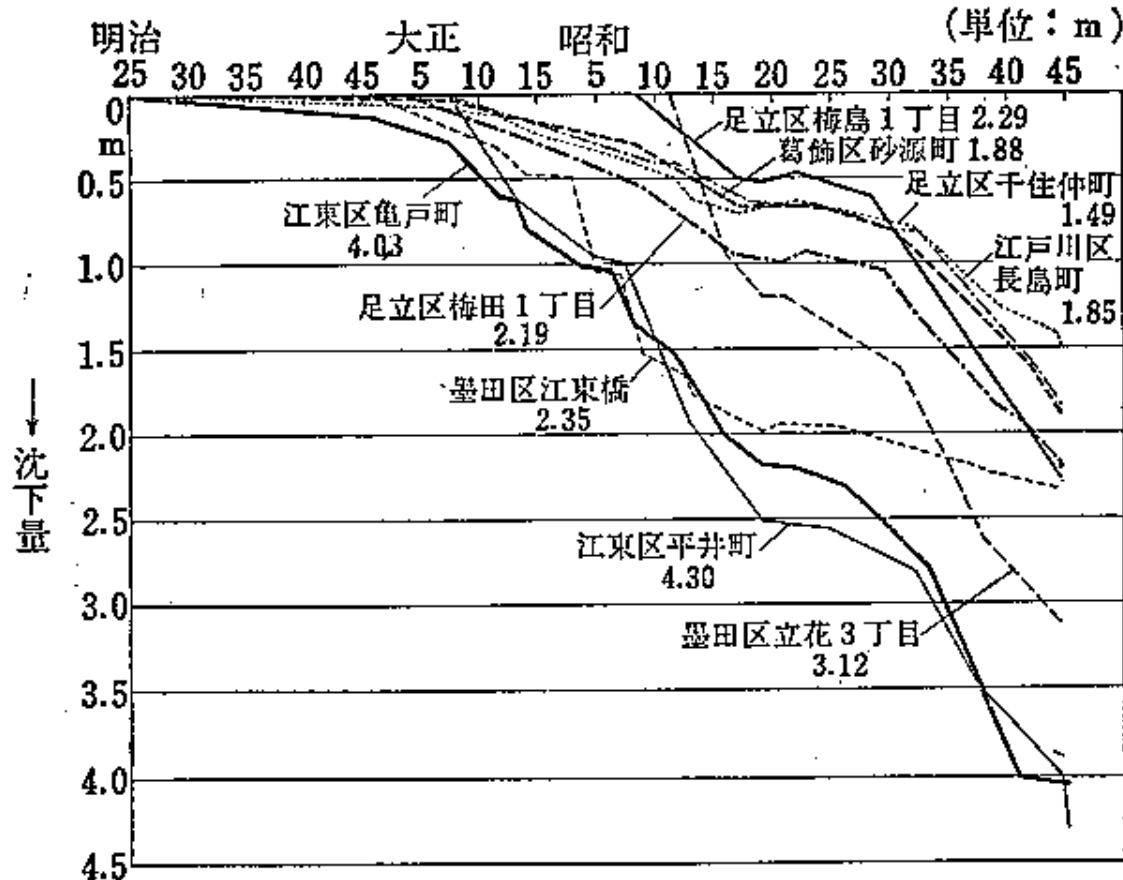 (単位：m)
明治 大正 昭和
25 30 35 40 45 5 10 15 5 10 15 20 25 30 35 40 45
0
m
0.5
1.0
1.5
2.0
2.5
3.0
3.5
4.0
4.5
↓
沈下量
足立区梅島1丁目 2.29
葛飾区砂源町 1.88
足立区千住仲町
1.49
江戸川区
長島町
1.85
江東区亀戸町
4.03
足立区梅田1丁目
2.19
墨田区江東橋
2.35
江東区平井町
4.30
墨田区立花3丁目
3.12